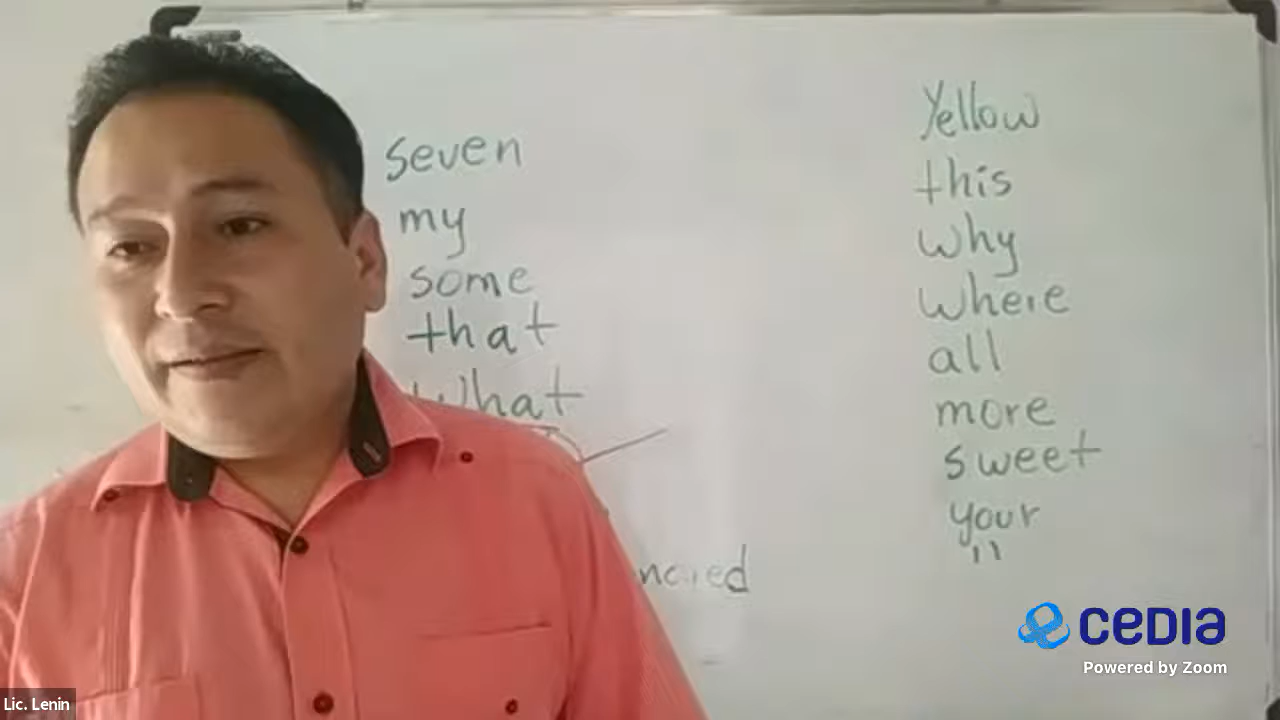 seven
my
some
that
what
Yellow
this
why
where
all
more
sweet
your
"
cedia
Powered by Zoom
Lic. Lenin